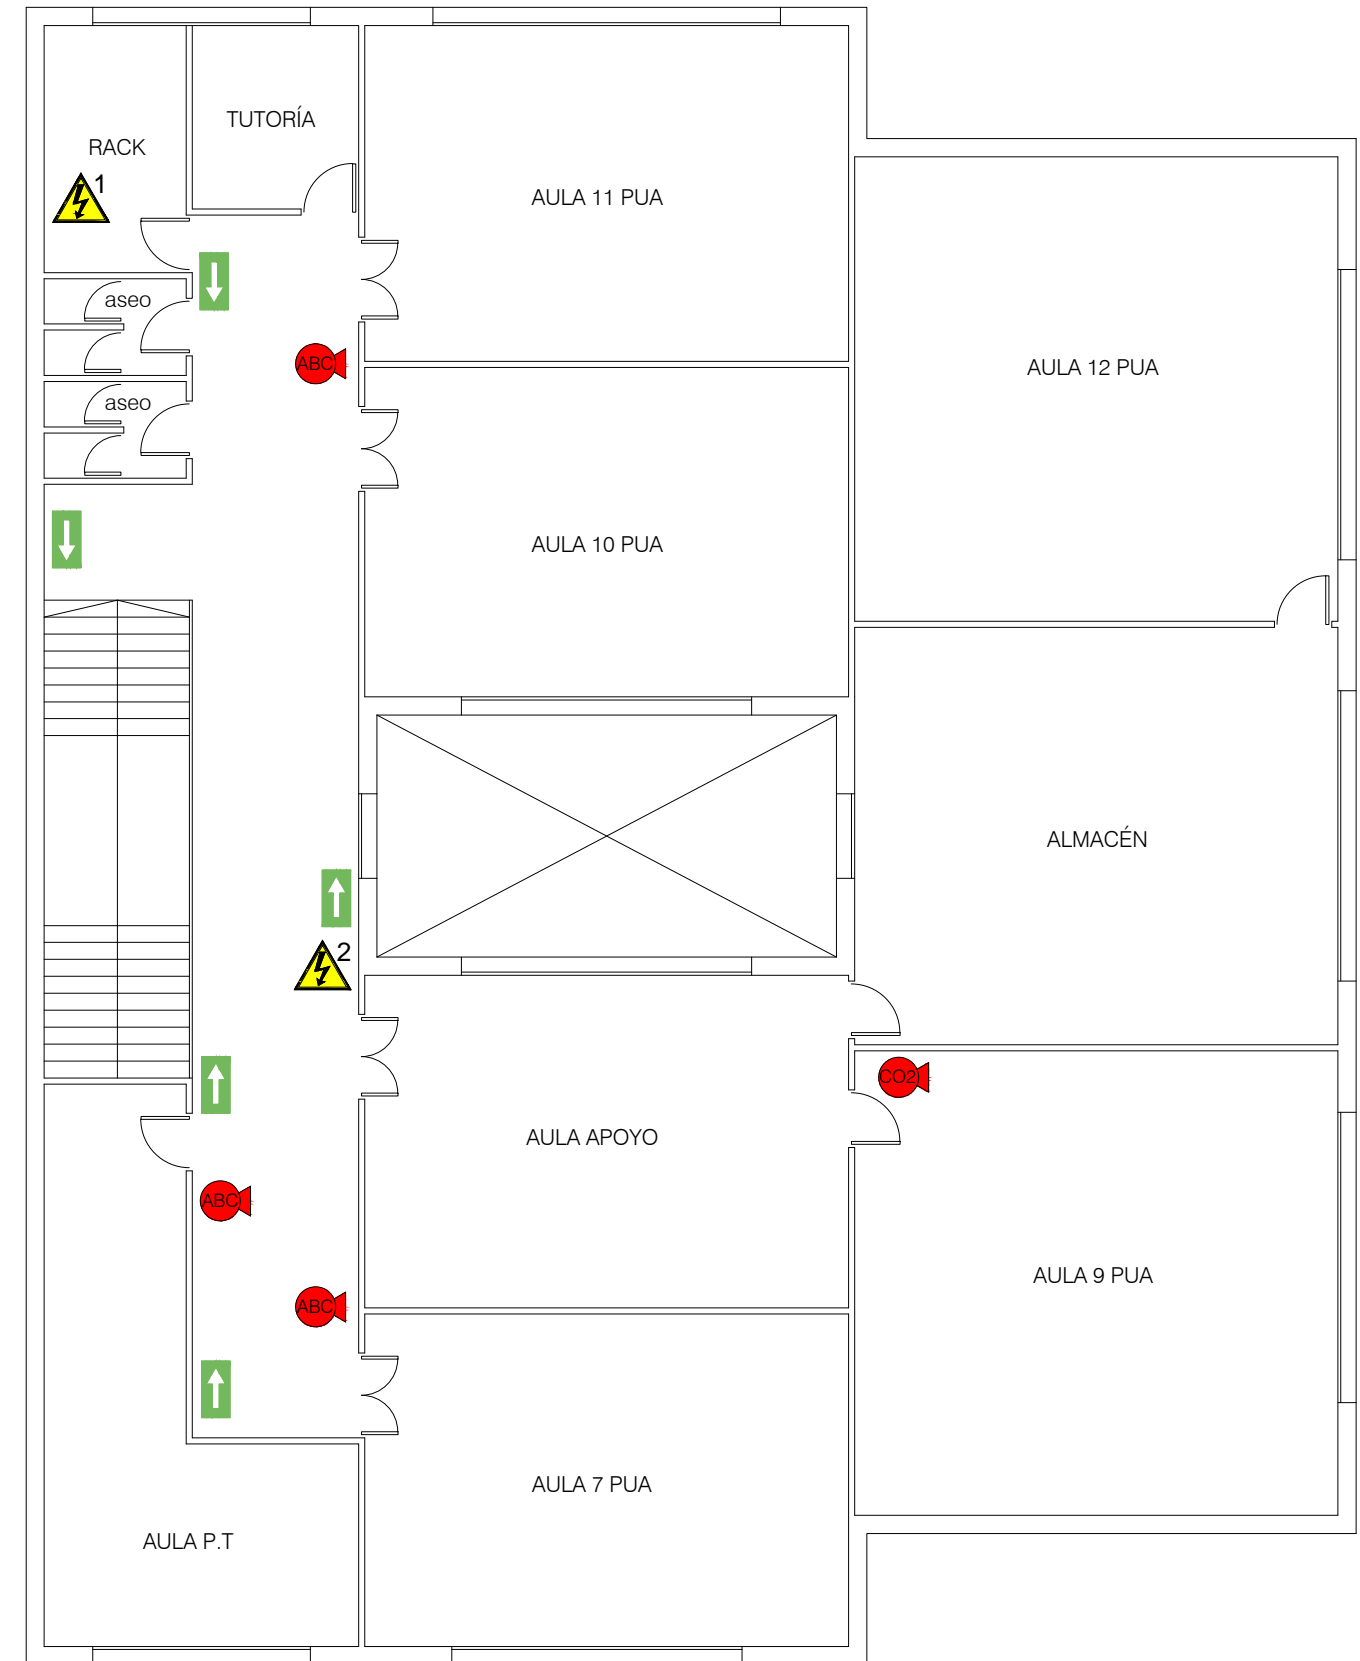 TUTORÍA
RACK
1
AULA 11 PUA
aseo
ABC
AULA 12 PUA
aseo
AULA 10 PUA
ALMACÉN
2
CO2
AULA APOYO
ABC
AULA 9 PUA
ABC
AULA 7 PUA
AULA P.T